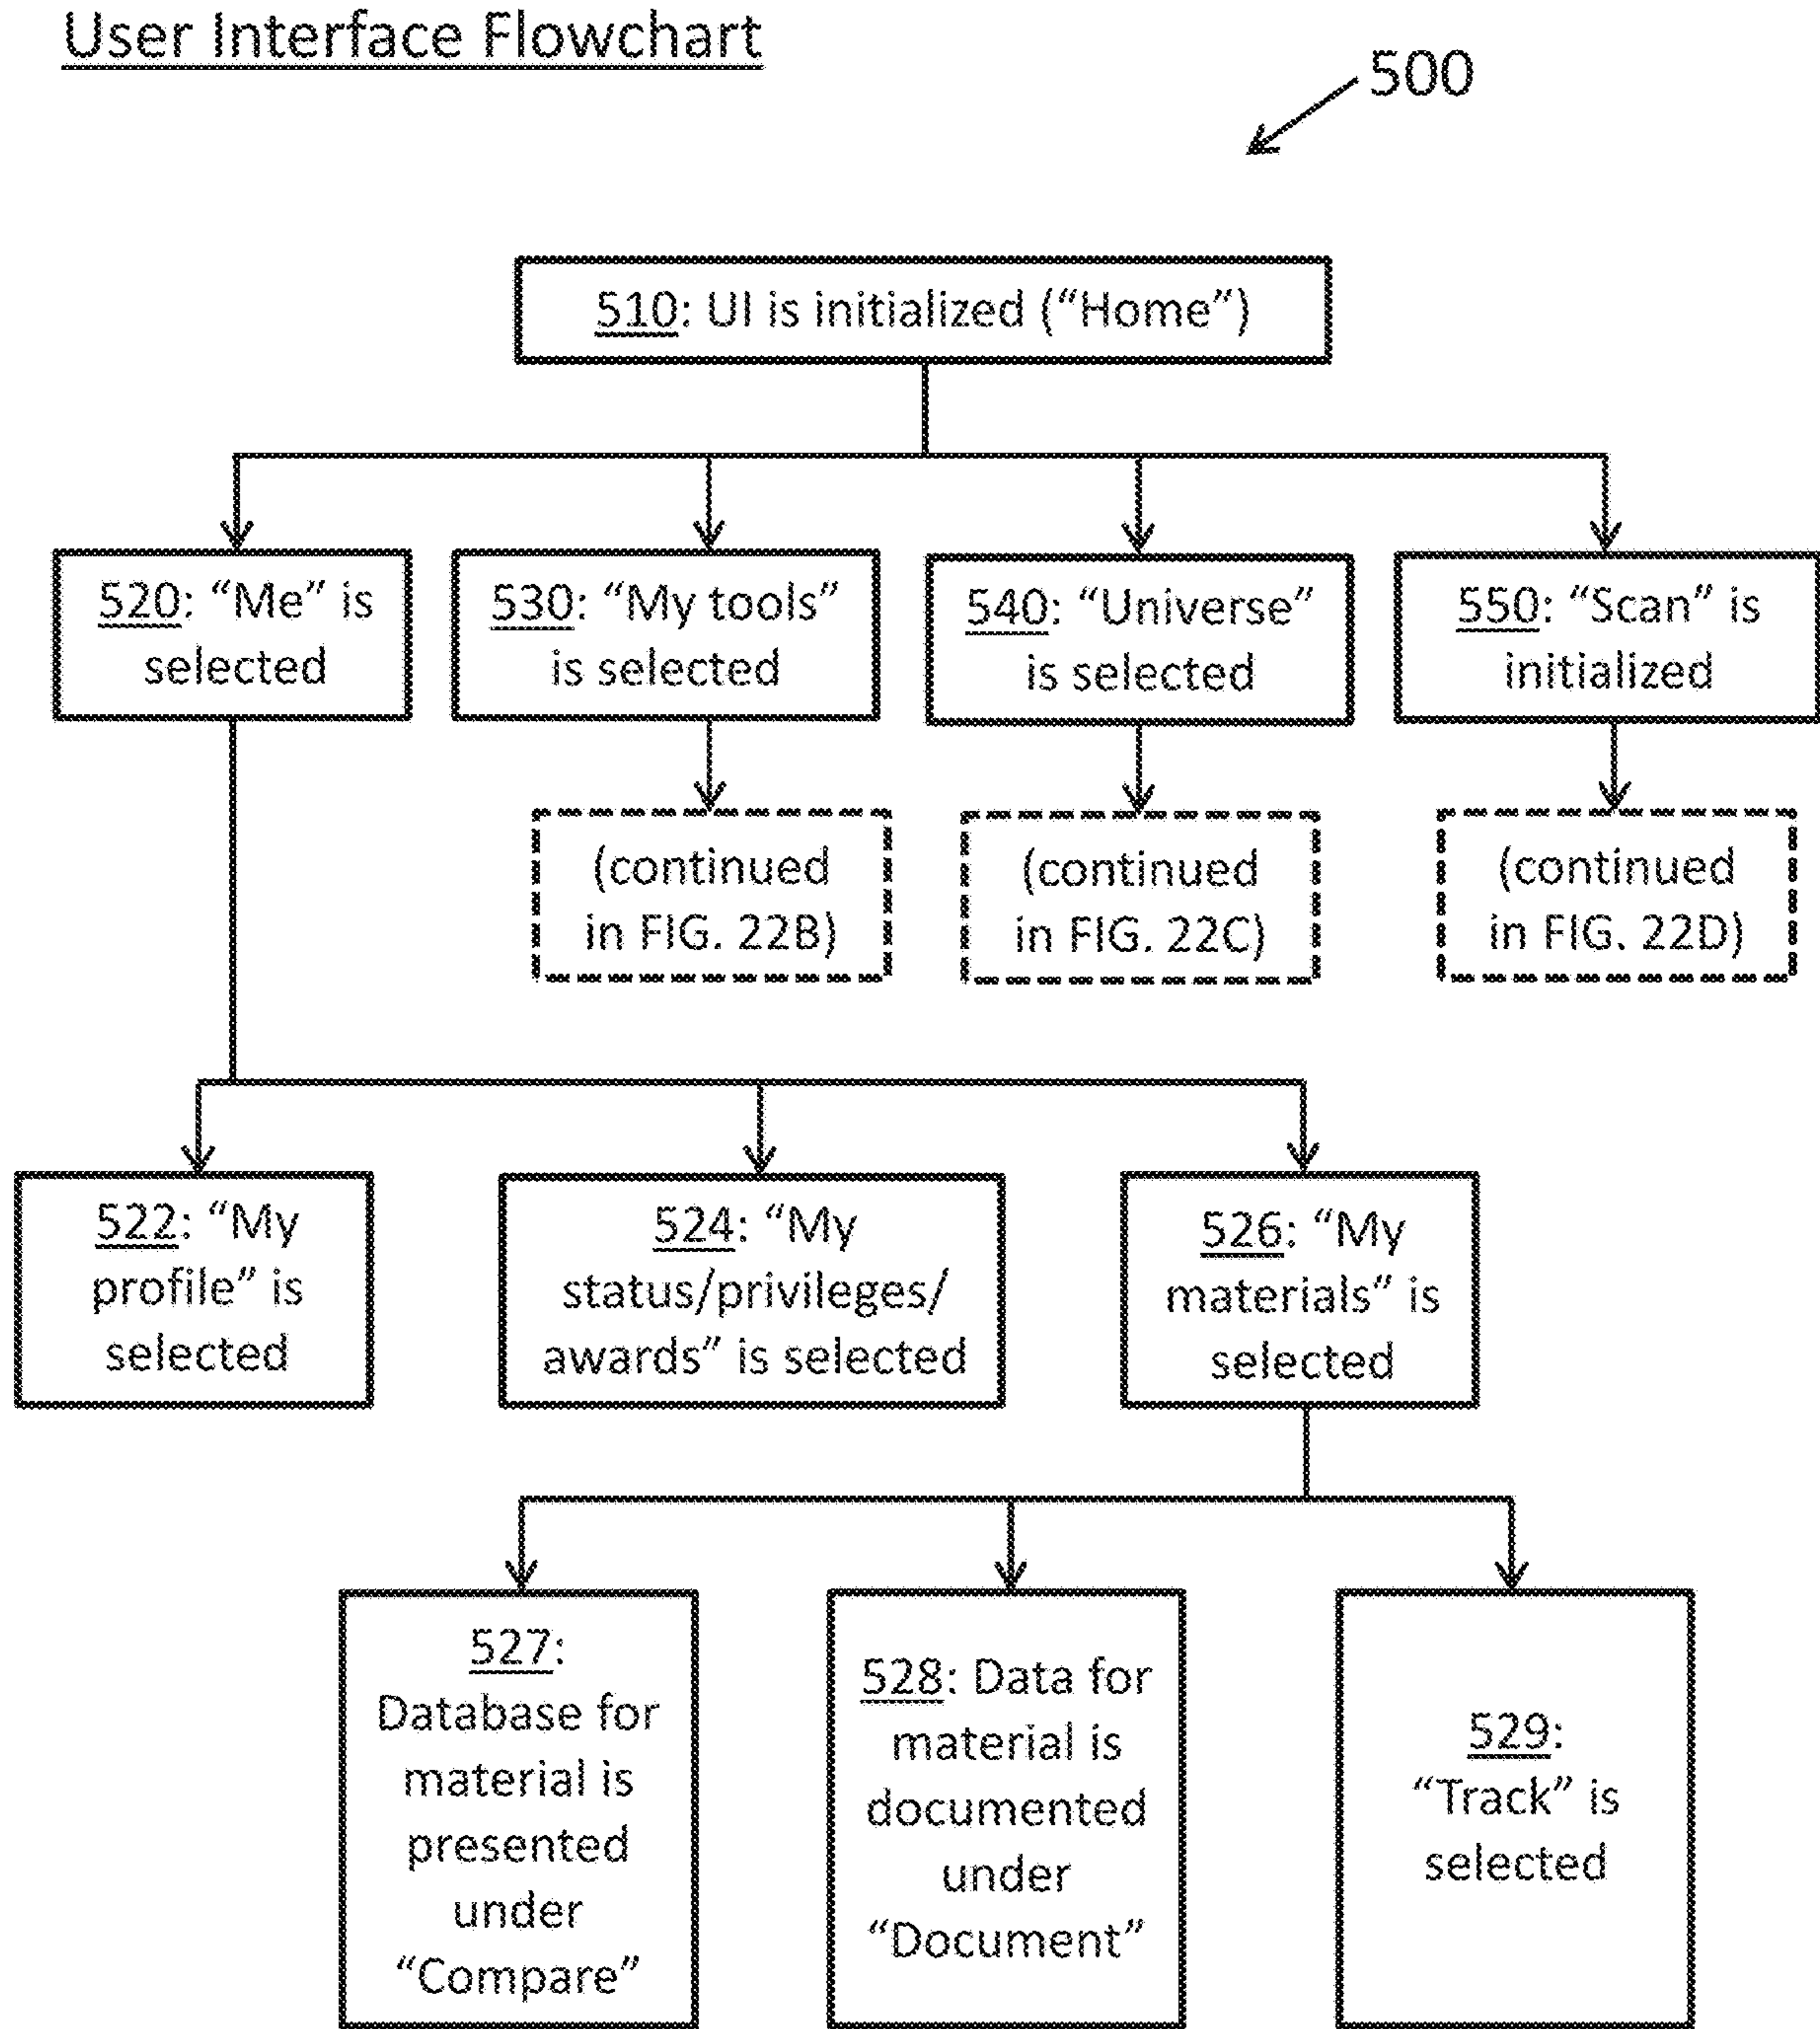 User Interface Flowchart
500
510: UI is initialized (“Home”)
520: “Me” is
selected
530: “My tools”
is selected
540: “Universe”
is selected
550: “Scan” is
initialized
(continued
in FIG. 22B)
(continued
in FIG. 22C)
(continued
in FIG. 22D)
522: “My
profile” is
selected
524: “My
status/privileges/
awards” is selected
526: “My
materials” is
selected
527:
Database for
material is
presented
under
“Compare”
528: Data for
material is
documented
under
“Document”
529:
“Track” is
selected